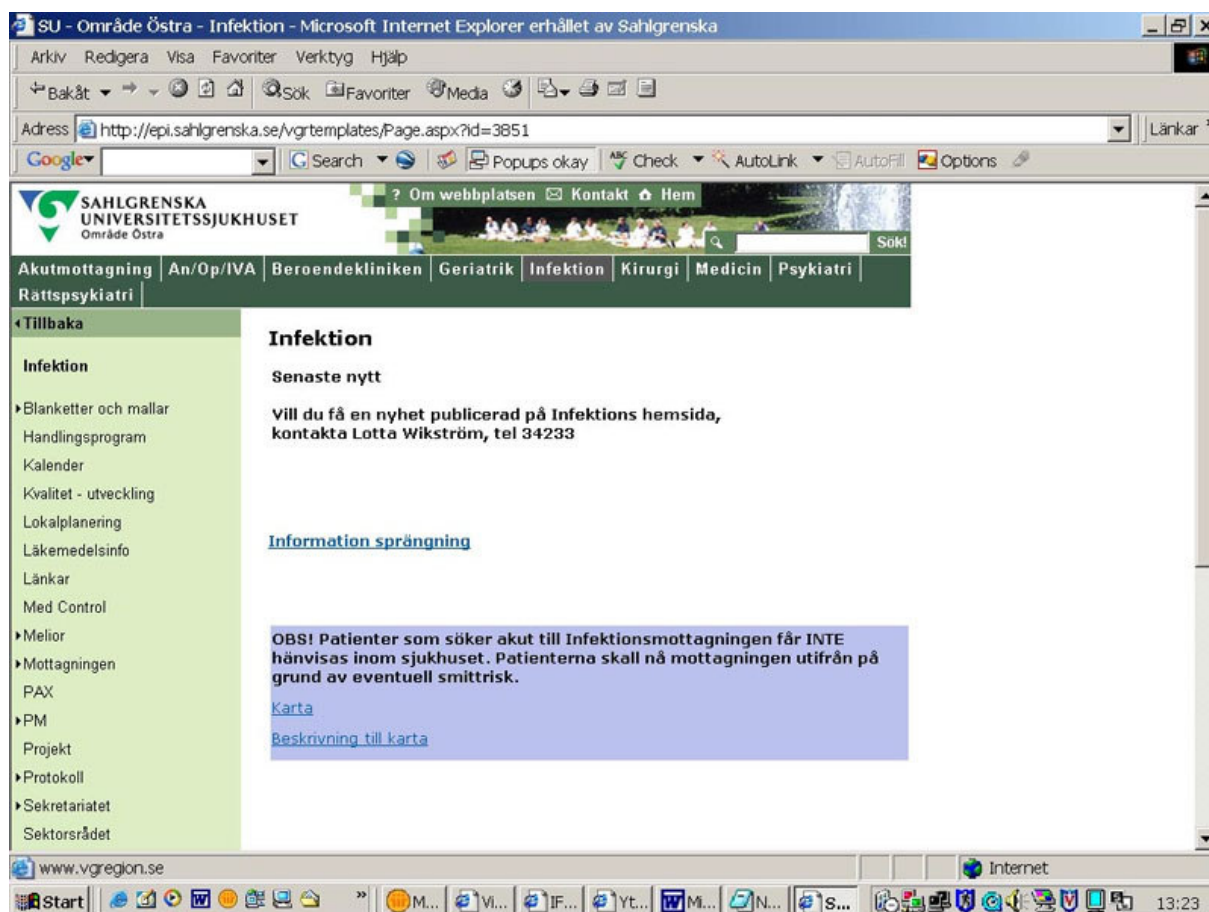 SU - Område Östra - Infektion - Microsoft Internet Explorer erhållet av Sahlgrenska
Arkiv Redigera Visa Favoriter Verktyg Hjälp
Bakåt Sök Favoriter Media
Adress http://epi.sahlgrenska.se/vgrtemplates/Page.aspx?id=3851 Länkar
Google Search Popups okay Check AutoLink AutoFill Options
SAHLGRENSKA
UNIVERSITETSSJUKHUSET
Område Östra
? Om webbplatsen Kontakt Hem
Sök!
Akutmottagning An/Op/IVA Beroendekliniken Geriatrik Infektion Kirurgi Medicin Psykiatri
Rättspsykiatri
Tillbaka
Infektion
Blanketter och mallar
Handlingsprogram
Kalender
Kvalitet - utveckling
Lokalplanering
Läkemedelsinfo
Länkar
Med Control
Melior
Mottagningen
PAX
PM
Projekt
Protokoll
Sekretariatet
Sektorsrådet
Infektion
Senaste nytt
Vill du få en nyhet publicerad på Infektions hemsida,
kontakta Lotta Wikström, tel 34233
Information sprängning
OBS! Patienter som söker akut till Infektionsmottagningen får INTE
hänvisas inom sjukhuset. Patienterna skall nå mottagningen utifrån på
grund av eventuell smittrisk.
Karta
Beskrivning till karta
www.vgregion.se Internet
Start » M... Vi... IF... Yt... Mi... N... S... 13:23